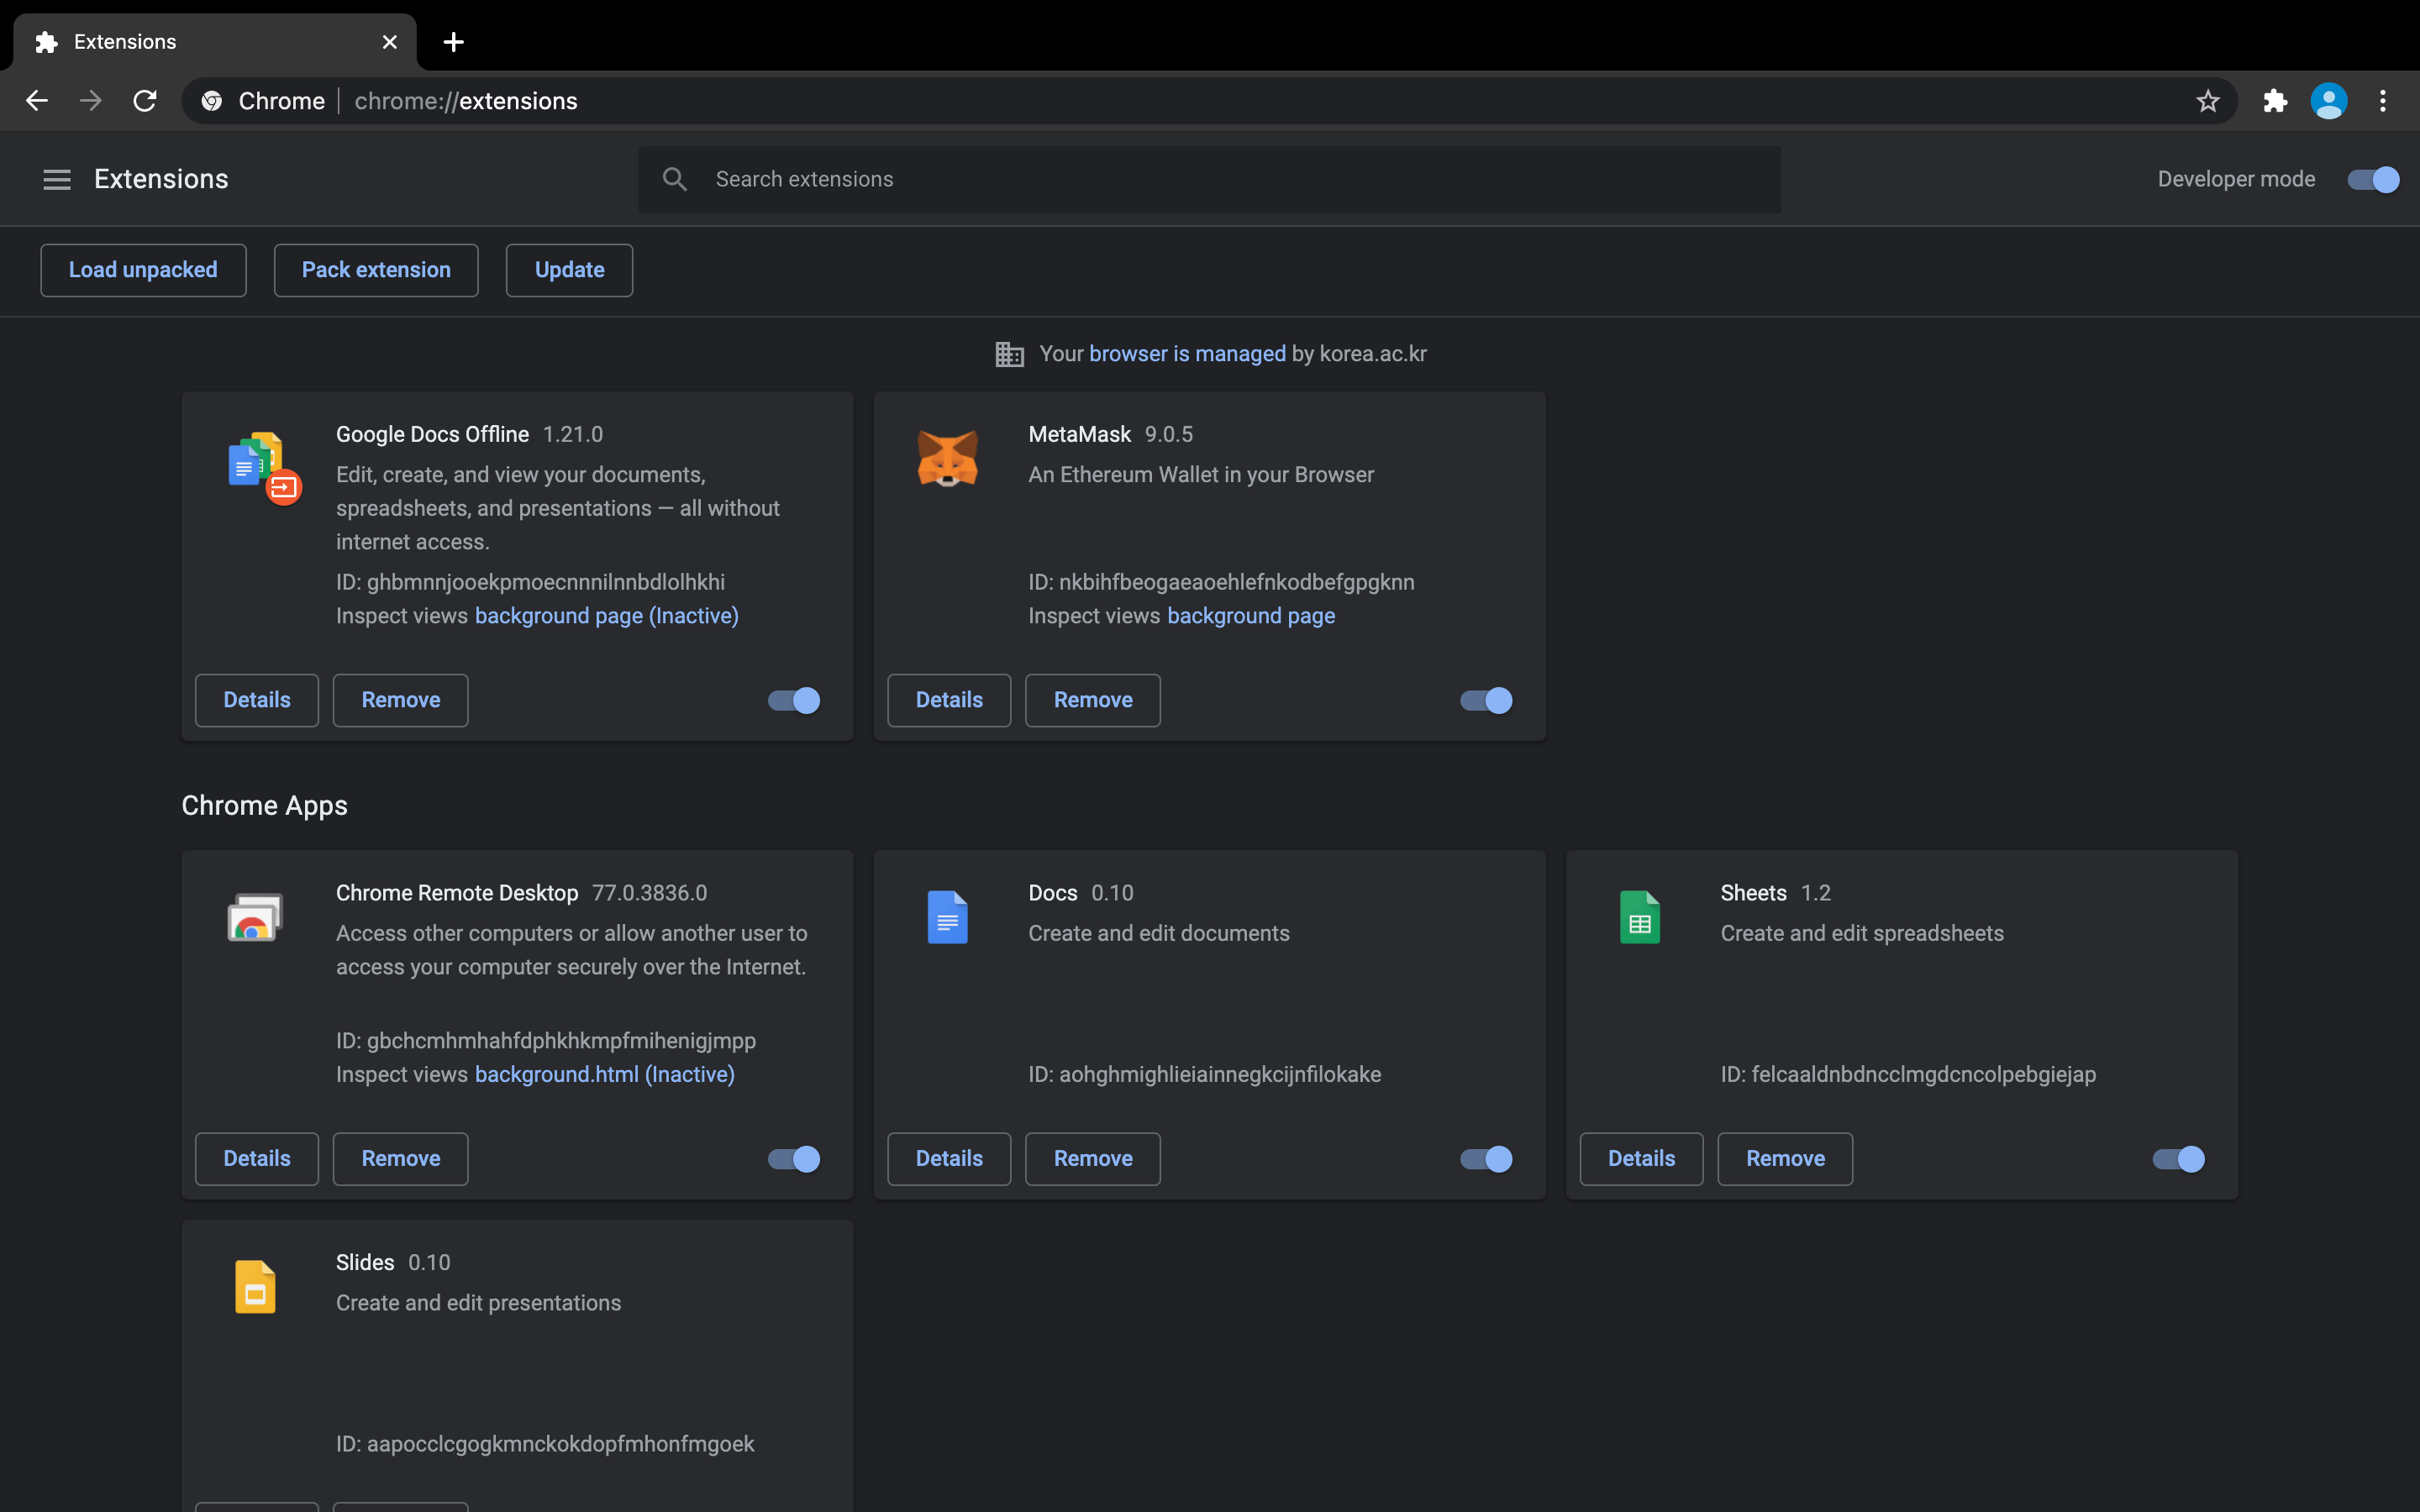 Extensions
Chrome | chrome://extensions
Extensions
Search extensions
Developer mode
Load unpacked
Pack extension
Update
Your browser is managed by korea.ac.kr
Google Docs Offline 1.21.0
Edit, create, and view your documents,
spreadsheets, and presentations — all without
internet access.
ID: ghbmnnjooekpmoecnnnilnnbdlolhkhi
Inspect views background page (Inactive)
Details
Remove
MetaMask 9.0.5
An Ethereum Wallet in your Browser
ID: nkbihfbeogaeaoehlefnkodbefgpgknn
Inspect views background page
Details
Remove
Chrome Apps
Chrome Remote Desktop 77.0.3836.0
Access other computers or allow another user to
access your computer securely over the Internet.
ID: gbchcmhmhahfdphkhkmpfmihenigjmpp
Inspect views background.html (Inactive)
Details
Remove
Docs 0.10
Create and edit documents
ID: aohghmighlieiainnegkcijnfilokake
Details
Remove
Sheets 1.2
Create and edit spreadsheets
ID: felcaaldnbdncclmgdcncolpebgiejap
Details
Remove
Slides 0.10
Create and edit presentations
ID: aapocclcgogkmnckokdopfmhonfmgoek